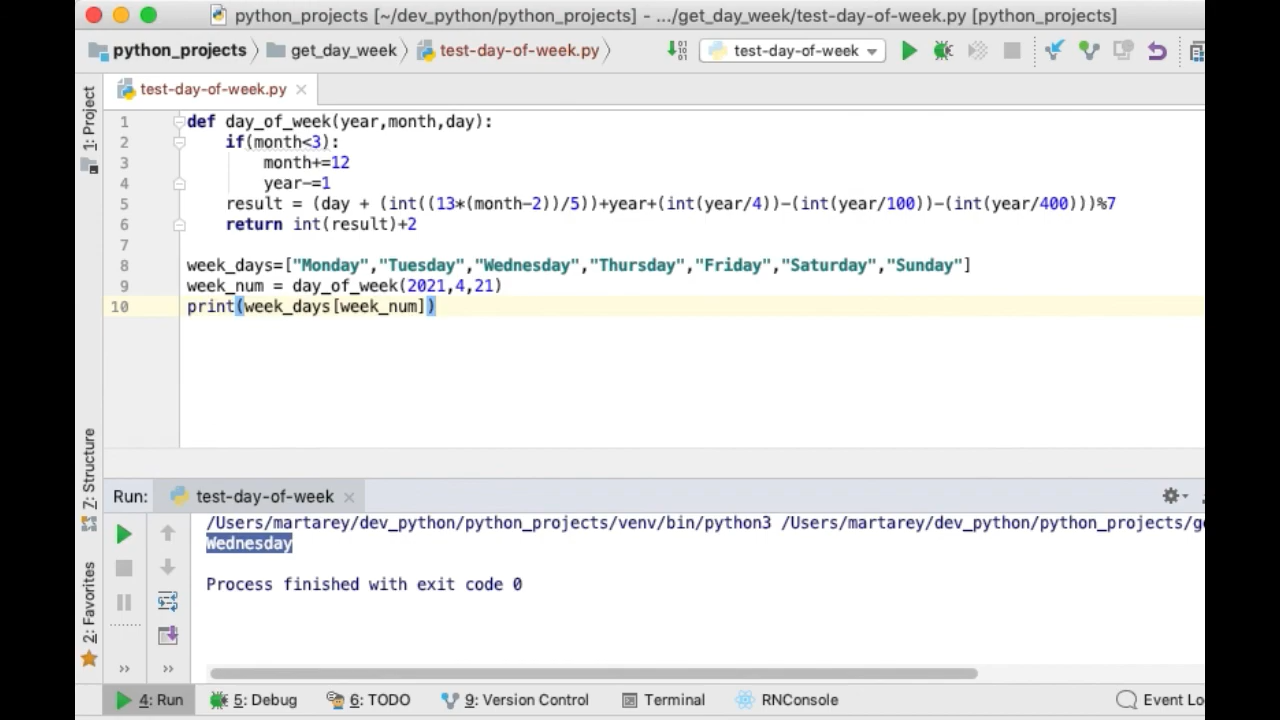 python_projects [~/dev_python/python_projects] - .../get_day_week/test-day-of-week.py [python_projects]
python_projects get_day_week test-day-of-week.py test-day-of-week
1: Project
test-day-of-week.py
1 def day_of_week(year,month,day):
2 if(month<3):
3 month+=12
4 year-=1
5 result = (day + (int((13*(month-2))/5))+year+(int(year/4))-(int(year/100))-(int(year/400)))%7
6 return int(result)+2
7
8 week_days=["Monday","Tuesday","Wednesday","Thursday","Friday","Saturday","Sunday"]
9 week_num = day_of_week(2021,4,21)
10 print(week_days[week_num])
Z: Structure
2: Favorites
Run: test-day-of-week
/Users/martarey/dev_python/python_projects/venv/bin/python3 /Users/martarey/dev_python/python_projects/ge
Wednesday
Process finished with exit code 0
4: Run 5: Debug 6: TODO 9: Version Control Terminal RNConsole Event Lo